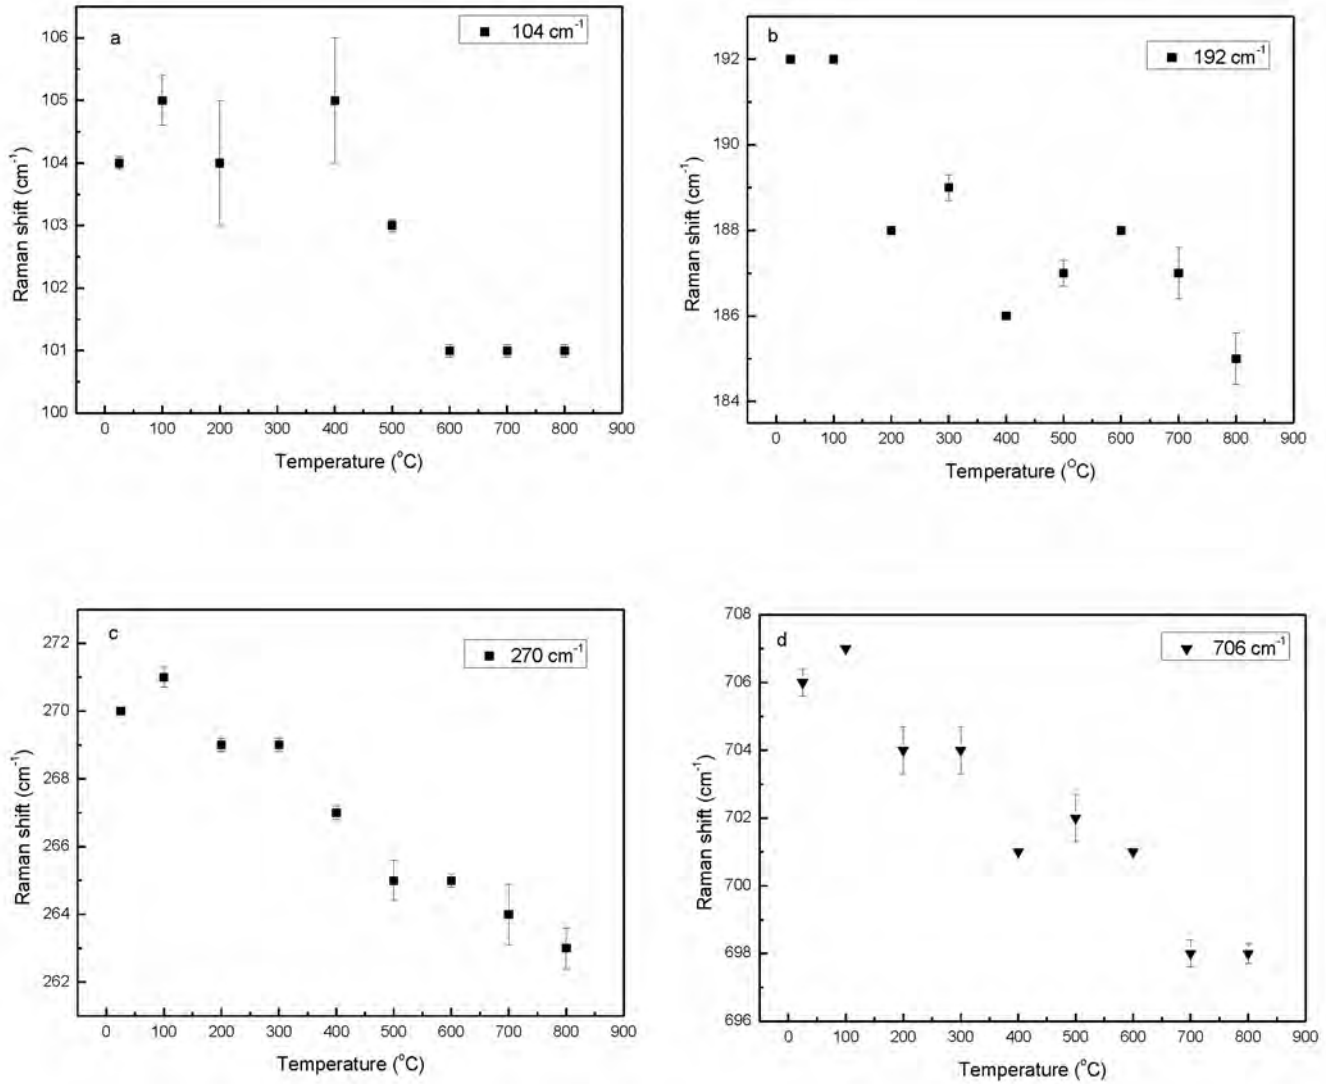 a
104 cm⁻¹
106
105
104
103
102
101
100
Raman shift (cm⁻¹)
0 100 200 300 400 500 600 700 800 900
Temperature (°C)
b
192 cm⁻¹
192
190
188
186
184
Raman shift (cm⁻¹)
0 100 200 300 400 500 600 700 800 900
Temperature (°C)
c
270 cm⁻¹
272
270
268
266
264
262
Raman shift (cm⁻¹)
0 100 200 300 400 500 600 700 800 900
Temperature (°C)
d
706 cm⁻¹
708
706
704
702
700
698
696
Raman shift (cm⁻¹)
0 100 200 300 400 500 600 700 800 900
Temperature (°C)